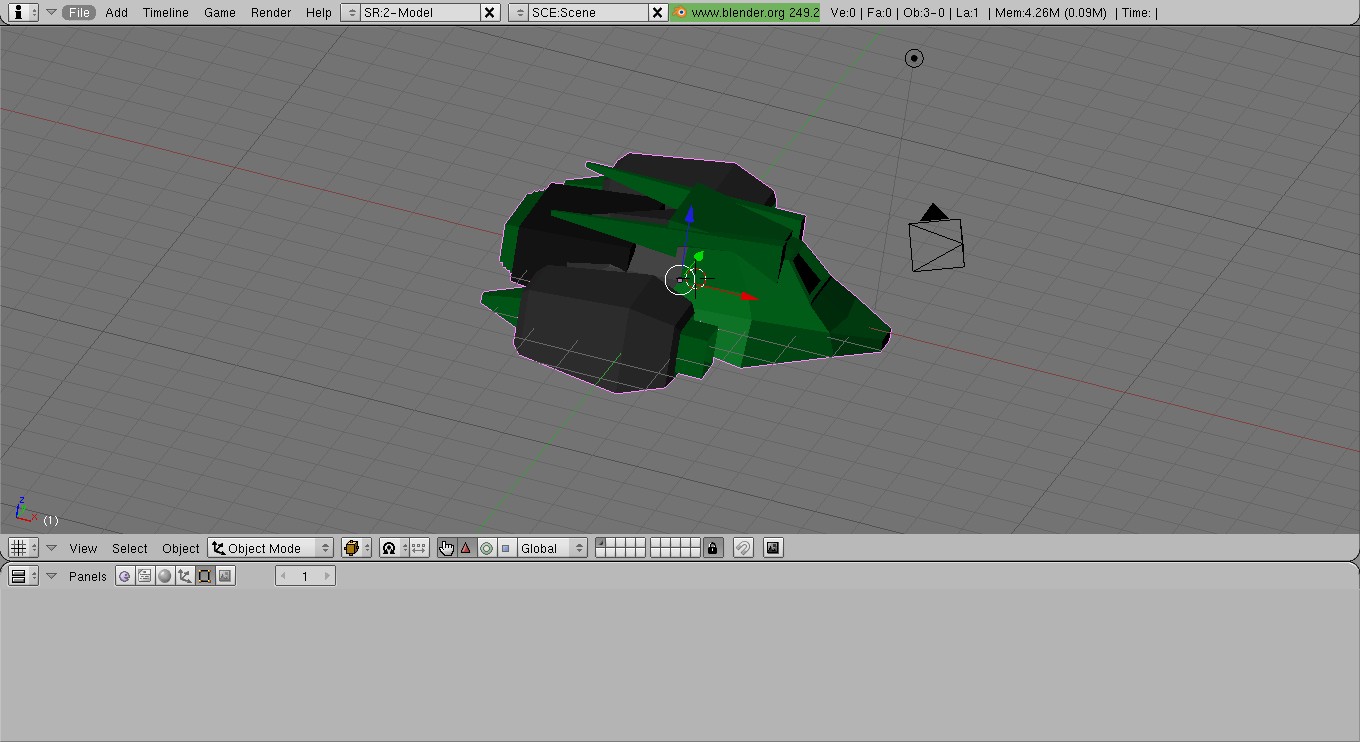 File Add Timeline Game Render Help SR:2-Model SCE:Scene www.blender.org 249.2 Ve:0 | Fa:0 | Ob:3-0 | La:1 | Mem:4.26M (0.09M) | Time: |
z
x (1)
View Select Object Object Mode Global
Panels 1